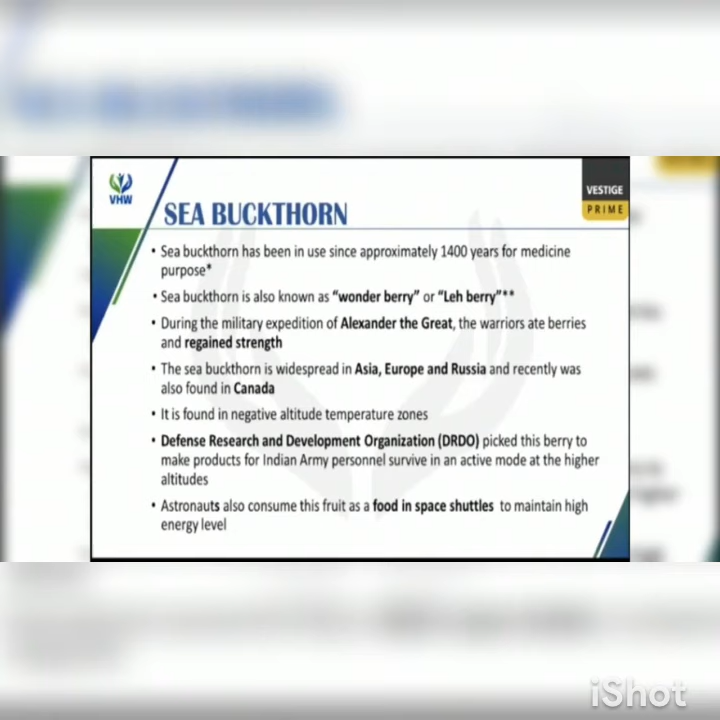 VHW
VESTIGE
PRIME
SEA BUCKTHORN
• Sea buckthorn has been in use since approximately 1400 years for medicine
purpose*
• Sea buckthorn is also known as “wonder berry” or “Leh berry”**
• During the military expedition of Alexander the Great, the warriors ate berries
and regained strength
• The sea buckthorn is widespread in Asia, Europe and Russia and recently was
also found in Canada
• It is found in negative altitude temperature zones
• Defense Research and Development Organization (DRDO) picked this berry to
make products for Indian Army personnel survive in an active mode at the higher
altitudes
• Astronauts also consume this fruit as a food in space shuttles to maintain high
energy level
iShot